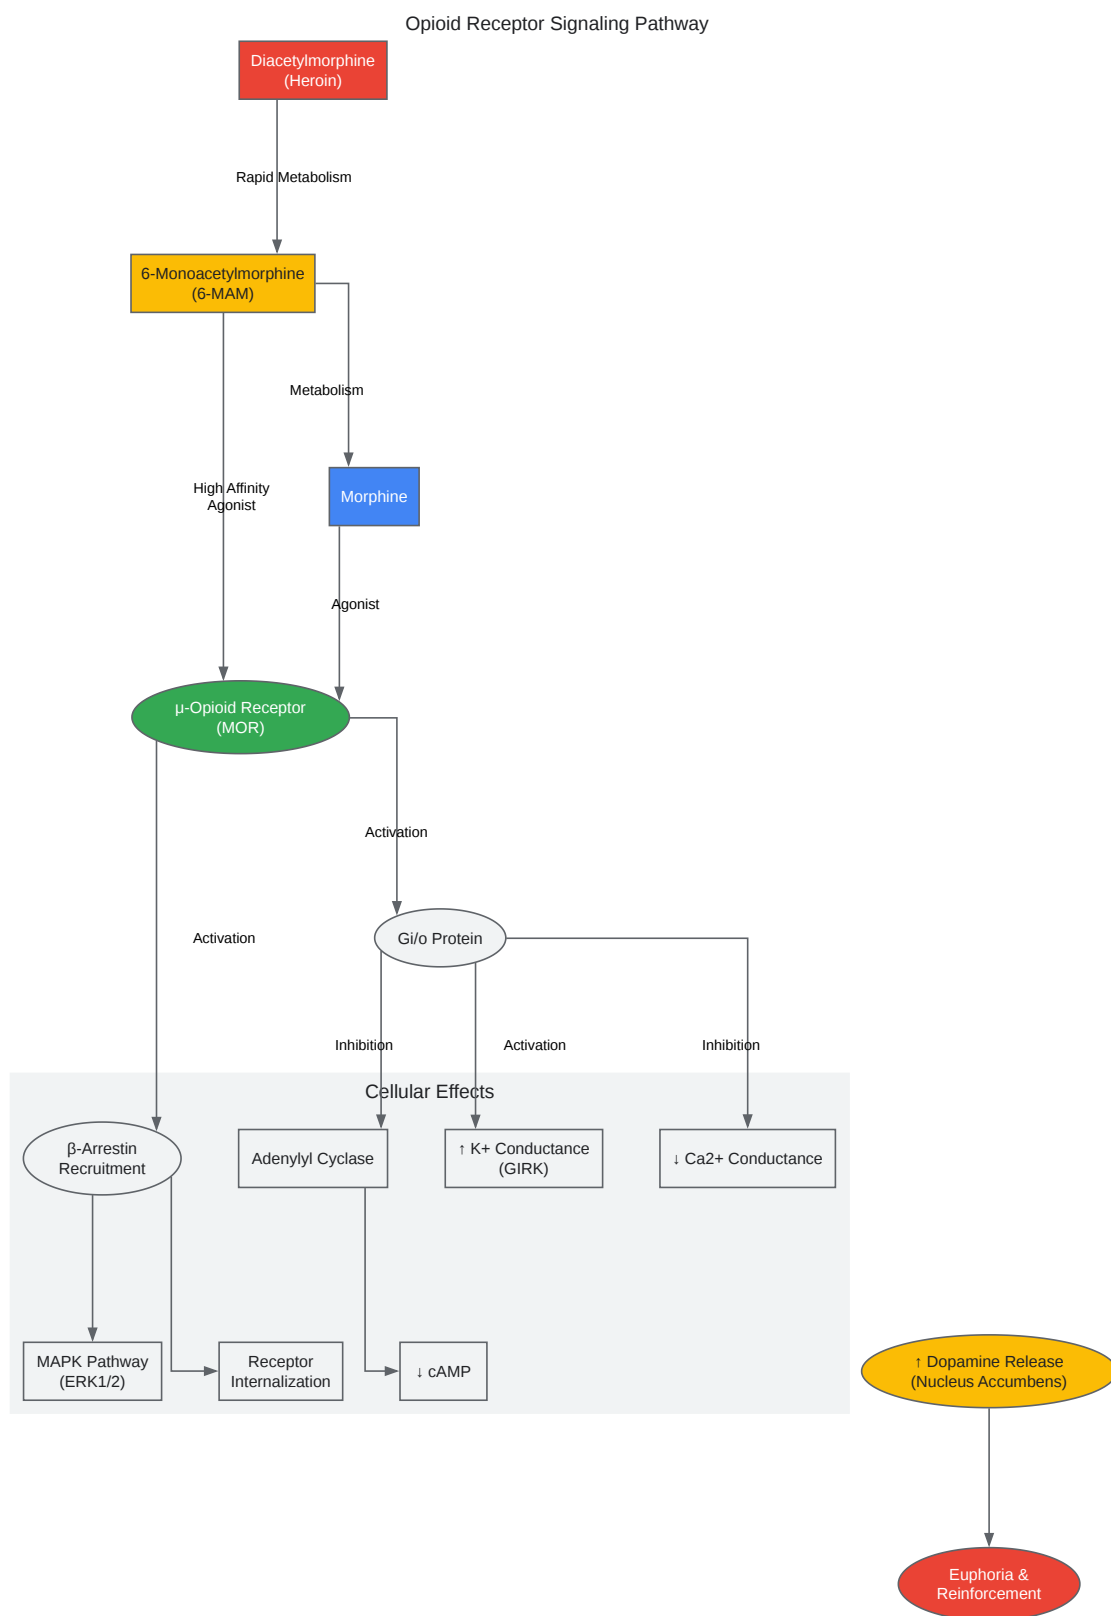 Opioid Receptor Signaling Pathway
Diacetylmorphine
(Heroin)
Rapid Metabolism
6-Monoacetylmorphine
(6-MAM)
Metabolism
High Affinity
Agonist
Morphine
Agonist
μ-Opioid Receptor
(MOR)
Activation
Activation
Gi/o Protein
Inhibition
Activation
Inhibition
Cellular Effects
β-Arrestin
Recruitment
Adenylyl Cyclase
↑ K+ Conductance
(GIRK)
↓ Ca2+ Conductance
MAPK Pathway
(ERK1/2)
Receptor
Internalization
↓ cAMP
↑ Dopamine Release
(Nucleus Accumbens)
Euphoria &
Reinforcement